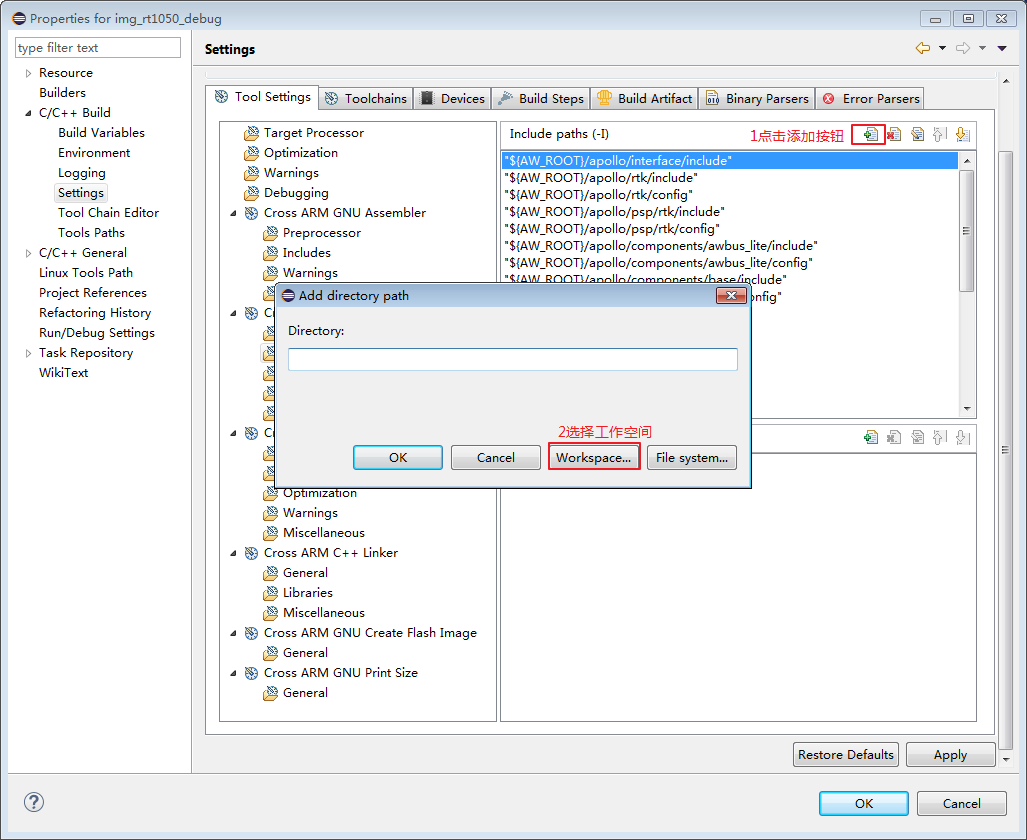 Properties for img_rt1050_debug
type filter text
Resource
Builders
C/C++ Build
Build Variables
Environment
Logging
Settings
Tool Chain Editor
Tools Paths
C/C++ General
Linux Tools Path
Project References
Refactoring History
Run/Debug Settings
Task Repository
WikiText
Settings
Tool Settings
Toolchains
Devices
Build Steps
Build Artifact
Binary Parsers
Error Parsers
Target Processor
Optimization
Warnings
Debugging
Cross ARM GNU Assembler
Preprocessor
Includes
Warnings
Optimization
Warnings
Miscellaneous
Cross ARM C++ Linker
General
Libraries
Miscellaneous
Cross ARM GNU Create Flash Image
General
Cross ARM GNU Print Size
General
Include paths (-I)
1点击添加按钮
"${AW_ROOT}/apollo/interface/include"
"${AW_ROOT}/apollo/rtk/include"
"${AW_ROOT}/apollo/rtk/config"
"${AW_ROOT}/apollo/psp/rtk/include"
"${AW_ROOT}/apollo/psp/rtk/config"
"${AW_ROOT}/apollo/components/awbus_lite/include"
"${AW_ROOT}/apollo/components/awbus_lite/config"
"${AW_ROOT}/apollo/components/base/include"
Add directory path
Directory:
2选择工作空间
OK
Cancel
Workspace...
File system...
Restore Defaults
Apply
OK
Cancel